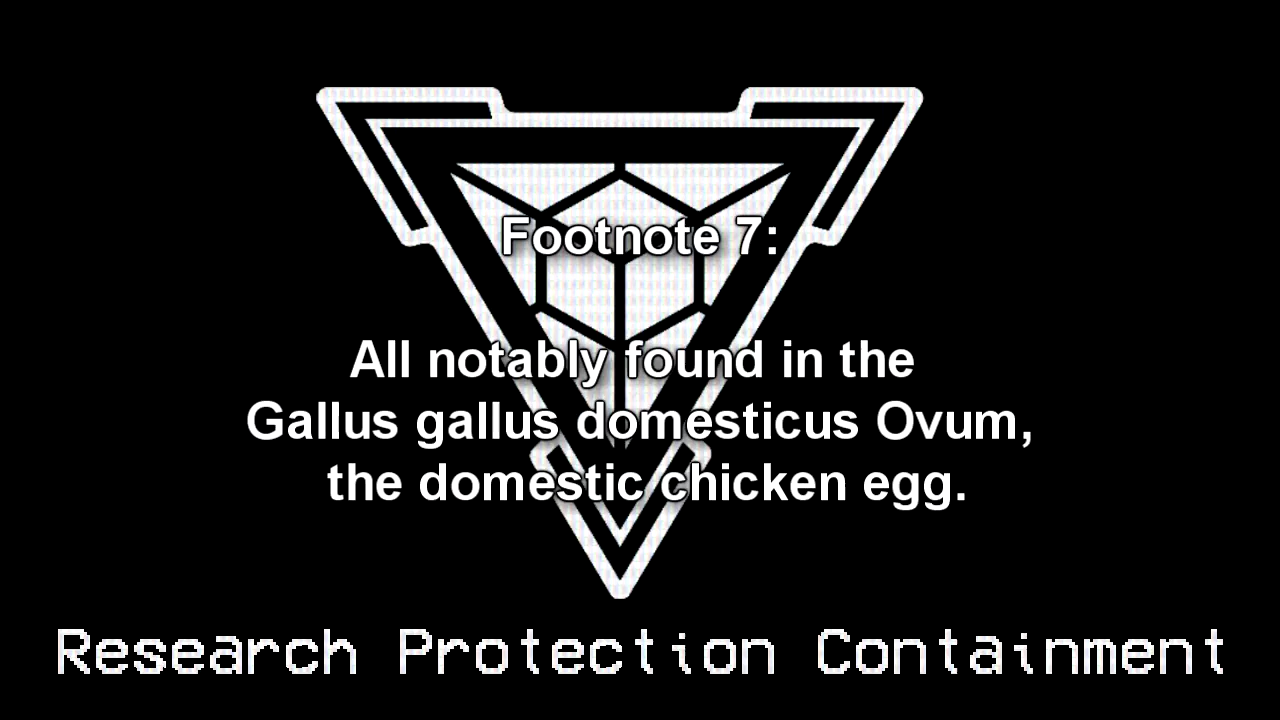 Footnote 7:
All notably found in the
Gallus gallus domesticus Ovum,
the domestic chicken egg.
Research Protection Containment